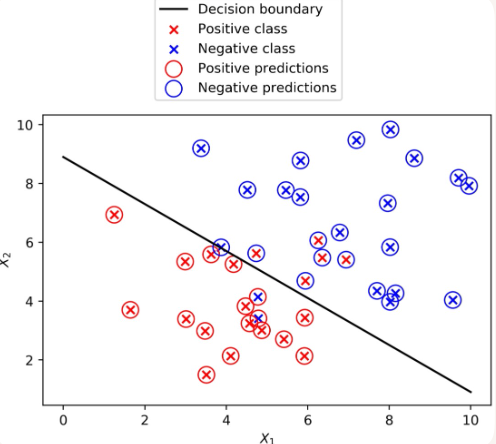 Decision boundary
Positive class
Negative class
Positive predictions
Negative predictions
10
8
6
4
2
X₂
0 2 4 6 8 10
X₁